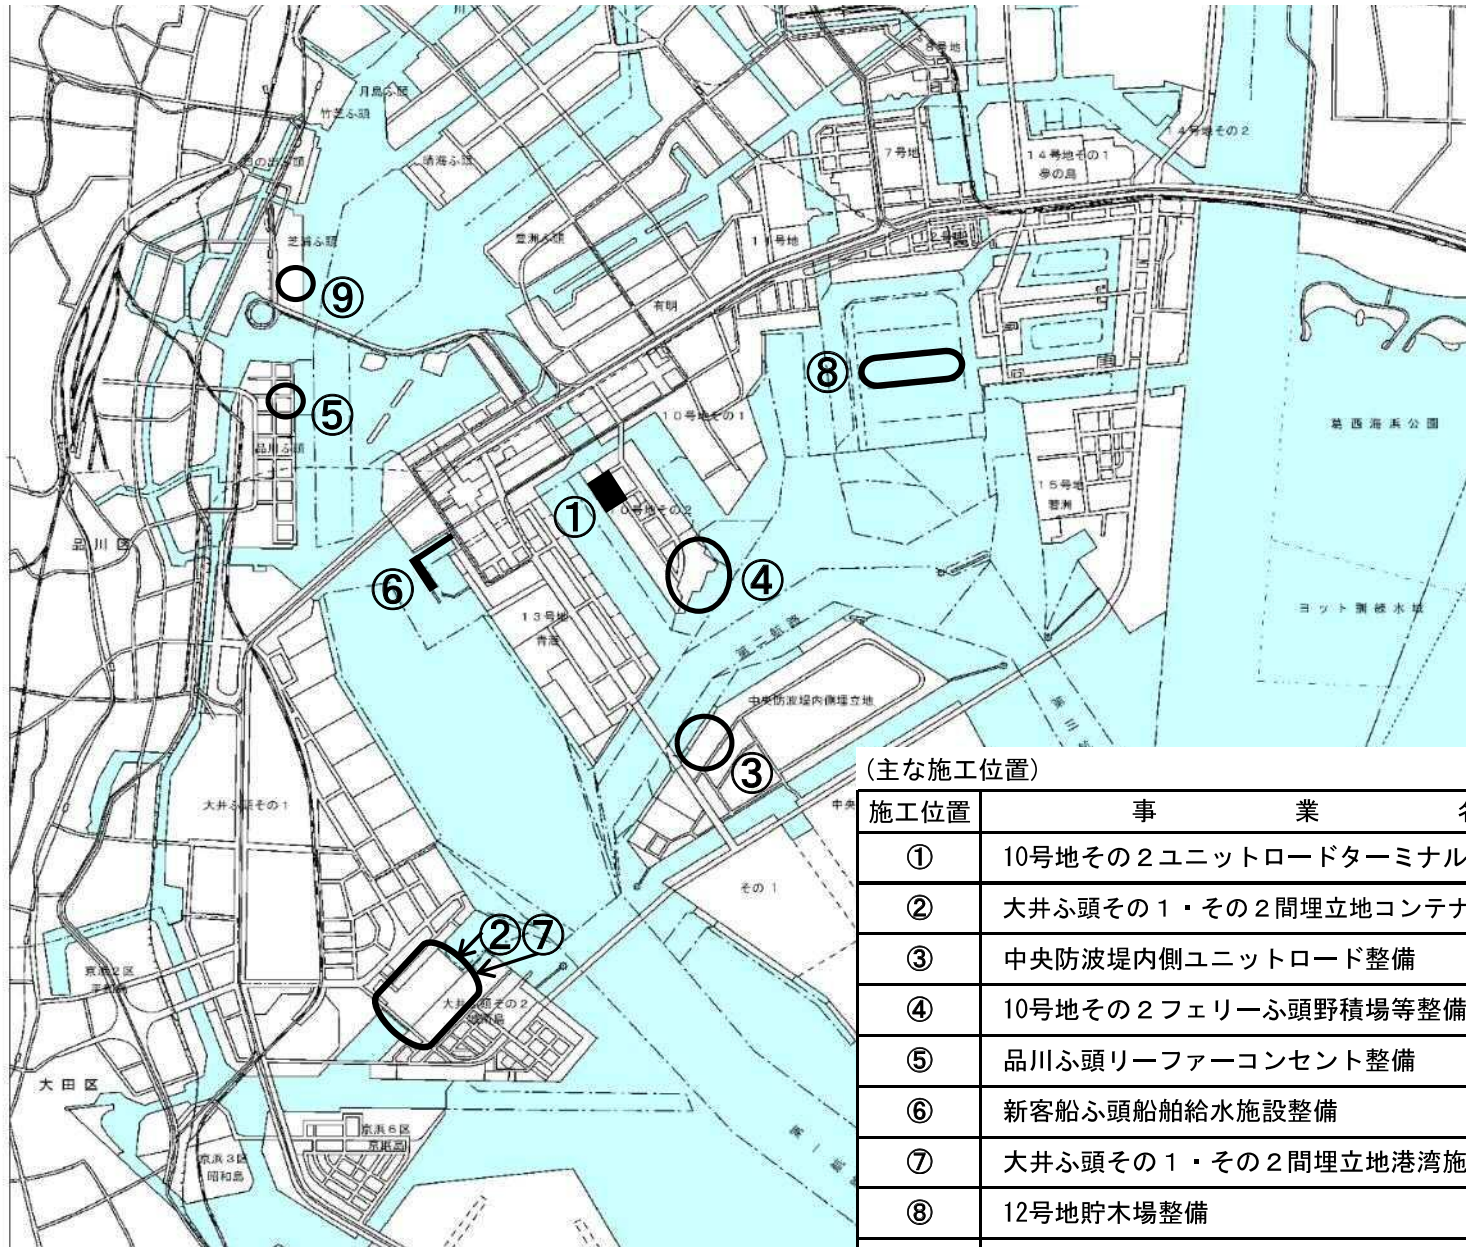 川
8号地
月島ふ頭
竹芝ふ頭
14号地その2
日の出ふ頭
晴海ふ頭
7号地
14号地その1
夢の島
芝浦ふ頭
豊洲ふ頭
11号地
⑨
有明
⑧
⑤
10号地その1
葛西海浜公園
品川ふ頭
15号地
若洲
①
10号地その2
品川区
⑥
④
ヨット訓練水域
13号地
青海
第二航路
中央防波堤内側埋立地
第三航
③
大井ふ頭その1
中央
その1
②⑦
京浜2区
大井ふ頭その2
城南島
大田区
京浜6区
京浜島
京浜3区
昭和島
第一航
(主な施工位置)
施工位置 事業名
① 10号地その2ユニットロードターミナル
② 大井ふ頭その1・その2間埋立地コンテナ
③ 中央防波堤内側ユニットロード整備
④ 10号地その2フェリーふ頭野積場等整備
⑤ 品川ふ頭リーファーコンセント整備
⑥ 新客船ふ頭船舶給水施設整備
⑦ 大井ふ頭その1・その2間埋立地港湾施
⑧ 12号地貯木場整備